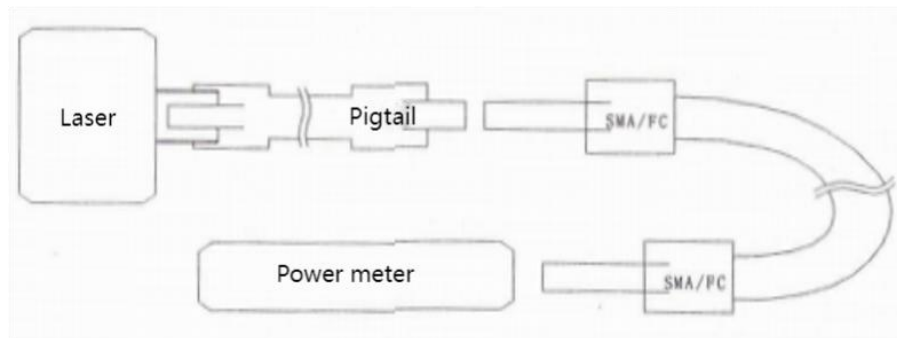 Laser
Pigtail
SMA/FC
Power meter
SMA/FC